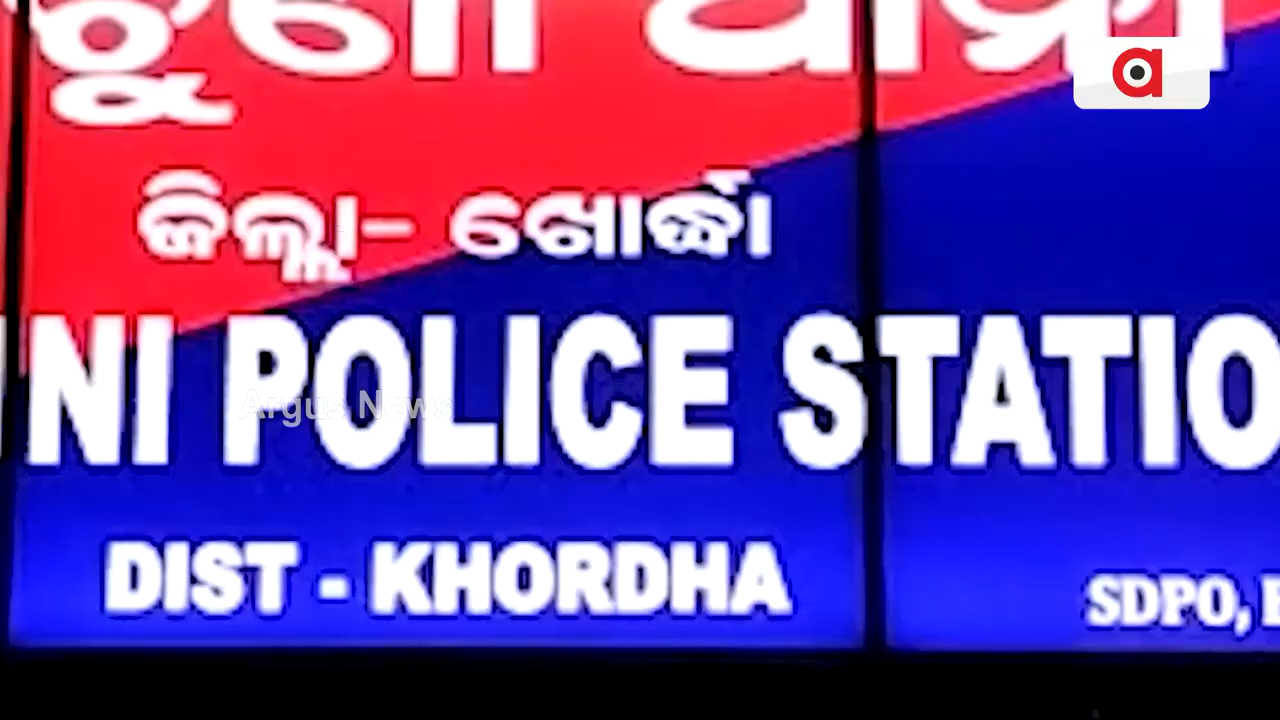 ଜିଲ୍ଲା- ଖୋର୍ଦ୍ଧା
NI POLICE STATIO
Argus News
DIST - KHORDHA
SDPO,